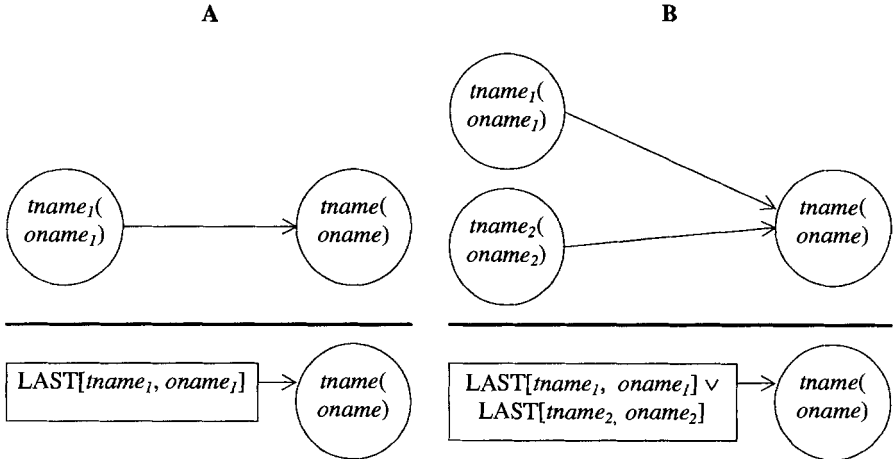 A
B
tname₁(
oname₁)
tname(
oname)
tname₁(
oname₁)
tname₂(
oname₂)
tname(
oname)
LAST[tname₁, oname₁]
tname(
oname)
LAST[tname₁, oname₁] ∨
LAST[tname₂, oname₂]
tname(
oname)